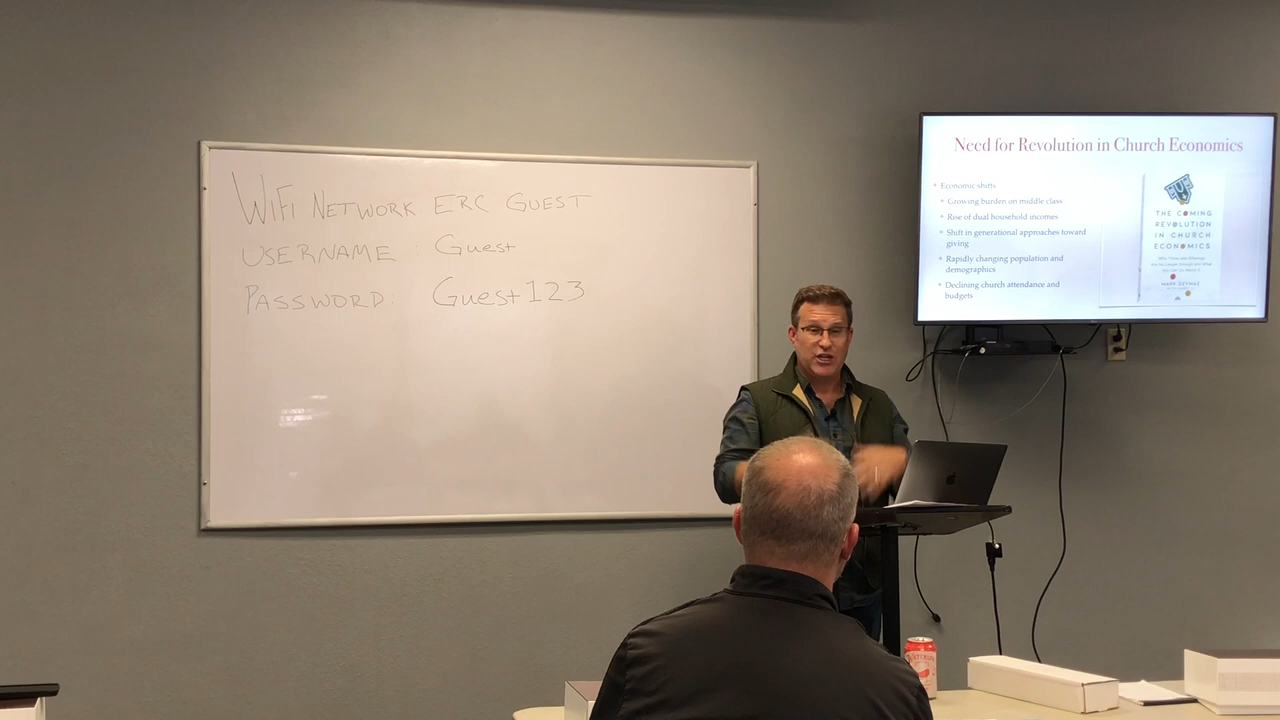 WIFI NETWORK ERC GUEST
USERNAME : Guest
PASSWORD: Guest123
Need for Revolution in Church Economics
Economic shifts
Growing burden on middle class
Rise of dual household incomes
Shift in generational approaches toward
giving
Rapidly changing population and
demographics
Declining church attendance and
budgets
THE COMING
REVOLUTION
IN CHURCH
ECONOMICS
MARK DEYMAZ